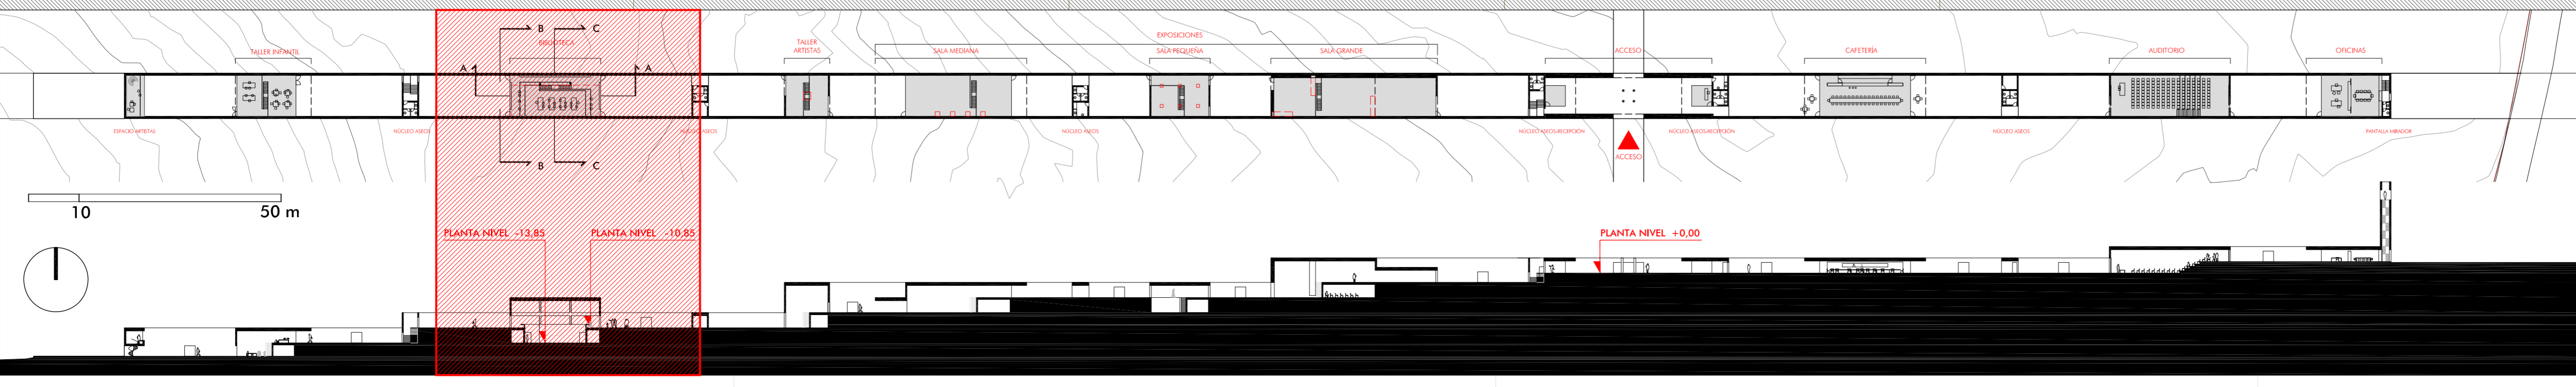 B C
BIBLIOTECA
TALLER INFANTIL
TALLER
ARTISTAS
EXPOSICIONES
SALA MEDIANA
SALA PEQUEÑA
SALA GRANDE
ACCESO
CAFETERÍA
AUDITORIO
OFICINAS
A A
ESPACIO ARTISTAS
NÚCLEO ASEOS
NÚCLEO ASEOS
NÚCLEO ASEOS
NÚCLEO ASEOS-RECEPCIÓN
NÚCLEO ASEOS-RECEPCIÓN
NÚCLEO ASEOS
PANTALLA MIRADOR
ACCESO
B C
10 50 m
PLANTA NIVEL -13,85
PLANTA NIVEL -10,85
PLANTA NIVEL +0,00